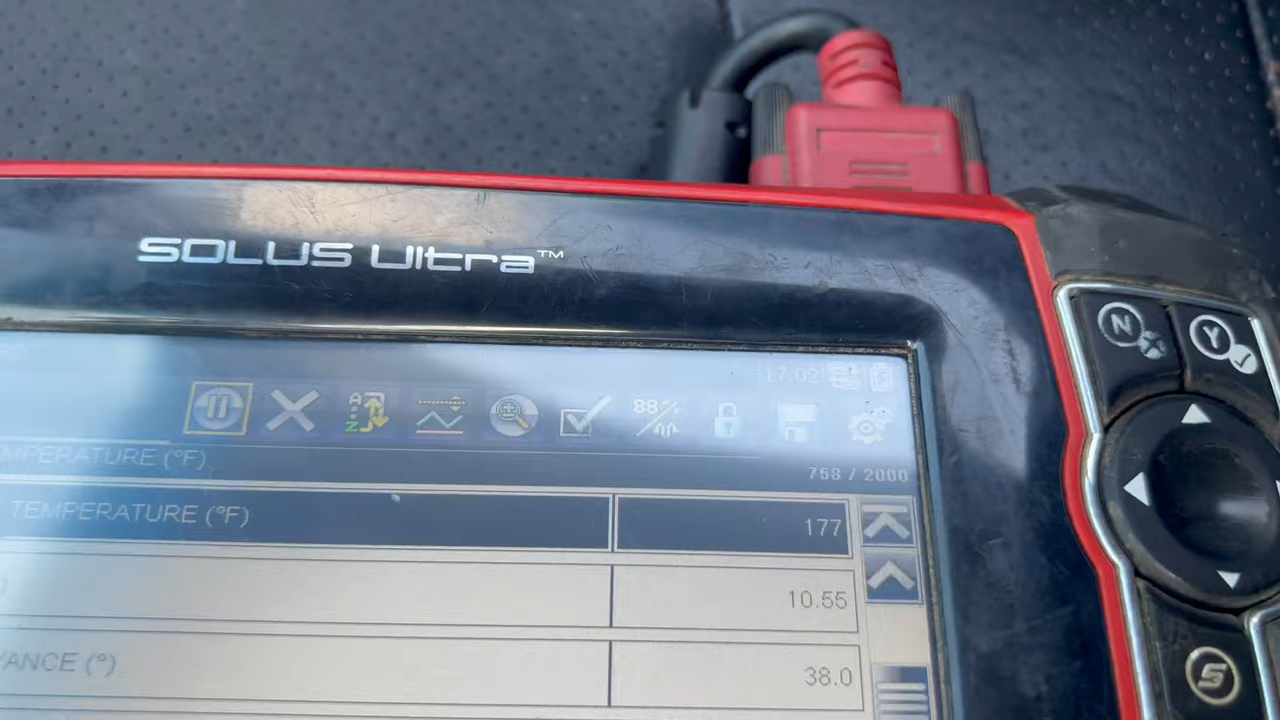 SOLUS Ultra™
N
Y
17:02
A
Z
88/
MPERATURE (°F)
758 / 2000
TEMPERATURE (°F) 177
10.55
ANCE (°) 38.0
S